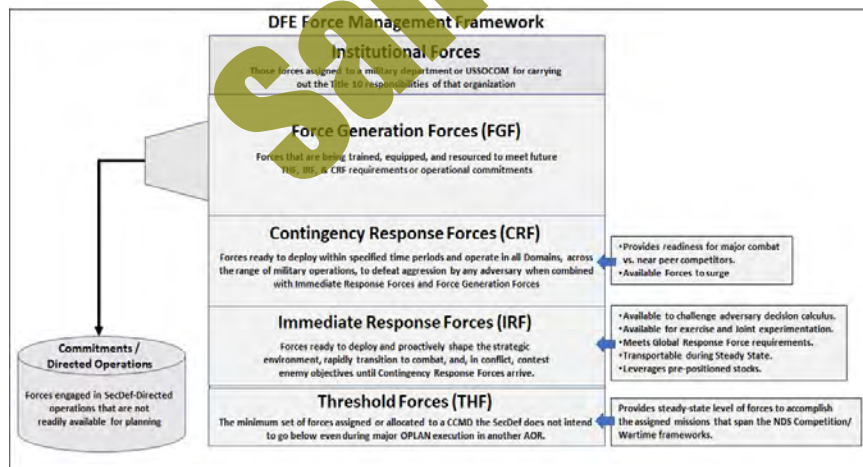 DFE Force Management Framework
Institutional Forces
Those forces assigned to a military department or USSOCOM for carrying
out the Title 10 responsibilities of that organization
Force Generation Forces (FGF)
Forces that are being trained, equipped, and resourced to meet future
THF, IRF, & CRF requirements or operational commitments
Contingency Response Forces (CRF)
Forces ready to deploy within specified time periods and operate in all Domains, across
the range of military operations, to defeat aggression by any adversary when combined
with Immediate Response Forces and Force Generation Forces
•Provides readiness for major combat
vs. near peer competitors.
•Available Forces to surge
Immediate Response Forces (IRF)
Forces ready to deploy and proactively shape the strategic
environment, rapidly transition to combat, and, in conflict, contest
enemy objectives until Contingency Response Forces arrive.
•Available to challenge adversary decision calculus.
•Available for exercise and Joint experimentation.
•Meets Global Response Force requirements.
•Transportable during Steady State.
•Leverages pre-positioned stocks.
Commitments /
Directed Operations
Forces engaged in SecDef-Directed
operations that are not
readily available for planning
Threshold Forces (THF)
The minimum set of forces assigned or allocated to a CCMD the SecDef does not intend
to go below even during major OPLAN execution in another AOR.
Provides steady-state level of forces to accomplish
the assigned missions that span the NDS Competition/
Wartime frameworks.